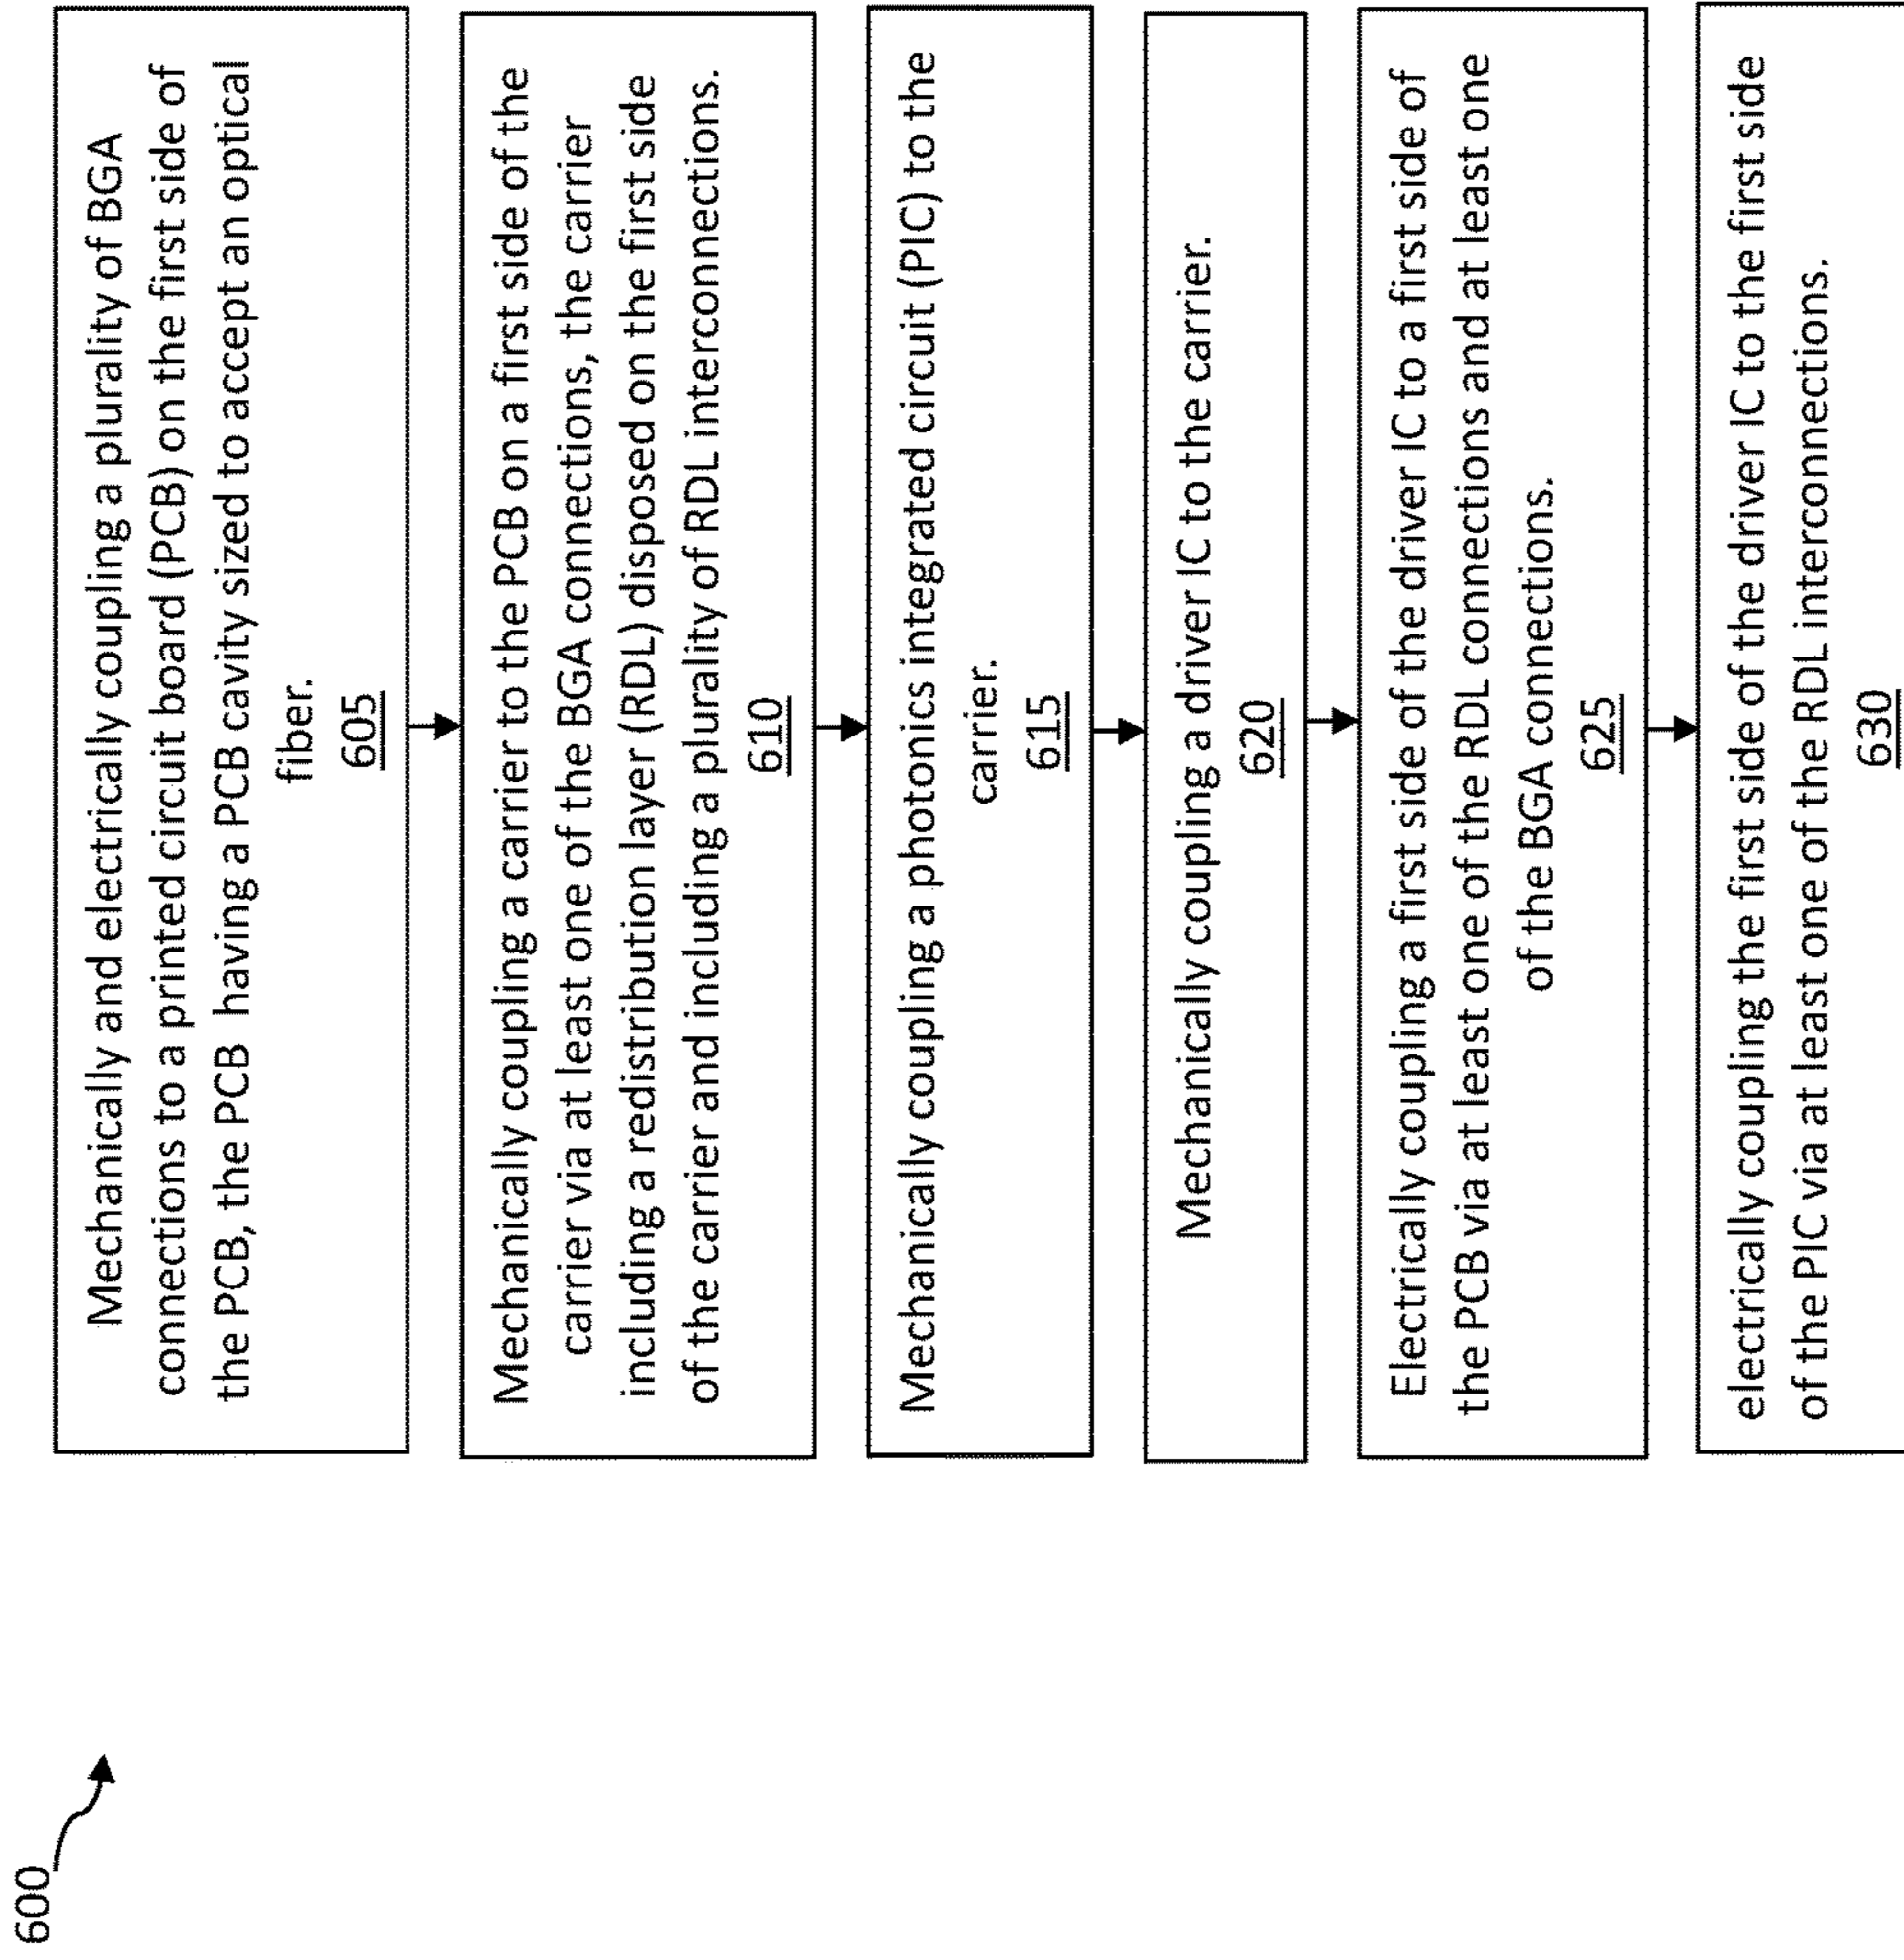 600
Mechanically and electrically coupling a plurality of BGA
connections to a printed circuit board (PCB) on the first side of
the PCB, the PCB having a PCB cavity sized to accept an optical
fiber.
605
Mechanically coupling a carrier to the PCB on a first side of the
carrier via at least one of the BGA connections, the carrier
including a redistribution layer (RDL) disposed on the first side
of the carrier and including a plurality of RDL interconnections.
610
Mechanically coupling a photonics integrated circuit (PIC) to the
carrier.
615
Mechanically coupling a driver IC to the carrier.
620
Electrically coupling a first side of the driver IC to a first side of
the PCB via at least one of the RDL connections and at least one
of the BGA connections.
625
electrically coupling the first side of the driver IC to the first side
of the PIC via at least one of the RDL interconnections.
630